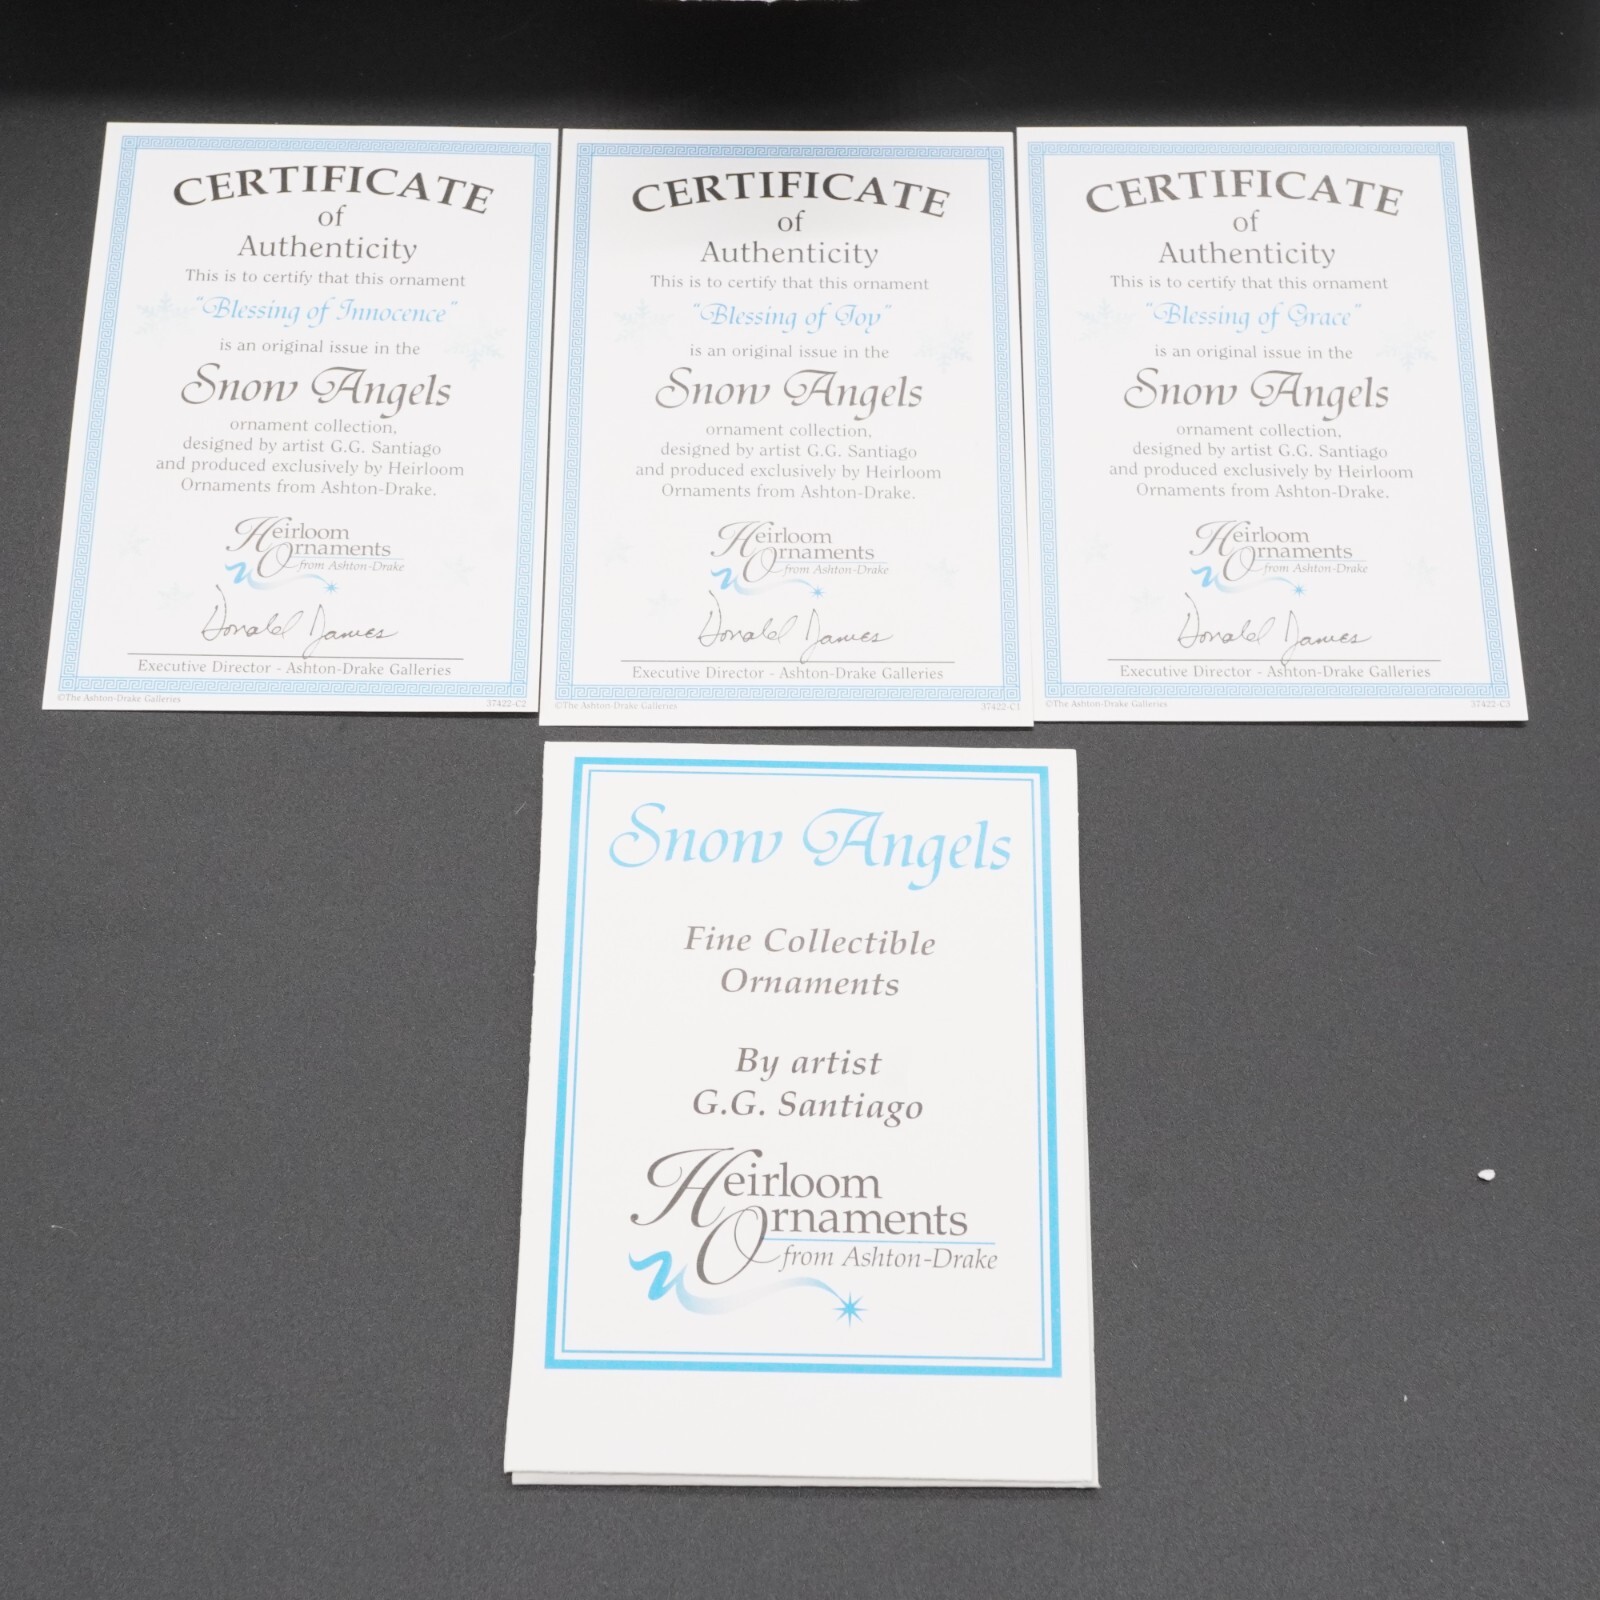 CERTIFICATE
of
Authenticity
This is to certify that this ornament
"Blessing of Innocence"
is an original issue in the
Snow Angels
ornament collection,
designed by artist G.G. Santiago
and produced exclusively by Heirloom
Ornaments from Ashton-Drake.
Heirloom
Ornaments
from Ashton-Drake
Donald James
Executive Director - Ashton-Drake Galleries
©The Ashton-Drake Galleries
37422-C2
CERTIFICATE
of
Authenticity
This is to certify that this ornament
"Blessing of Joy"
is an original issue in the
Snow Angels
ornament collection,
designed by artist G.G. Santiago
and produced exclusively by Heirloom
Ornaments from Ashton-Drake.
Heirloom
Ornaments
from Ashton-Drake
Donald James
Executive Director - Ashton-Drake Galleries
©The Ashton-Drake Galleries
37422-C1
CERTIFICATE
of
Authenticity
This is to certify that this ornament
"Blessing of Grace"
is an original issue in the
Snow Angels
ornament collection,
designed by artist G.G. Santiago
and produced exclusively by Heirloom
Ornaments from Ashton-Drake.
Heirloom
Ornaments
from Ashton-Drake
Donald James
Executive Director - Ashton-Drake Galleries
©The Ashton-Drake Galleries
37422-C3
Snow Angels
Fine Collectible
Ornaments
By artist
G.G. Santiago
Heirloom
Ornaments
from Ashton-Drake